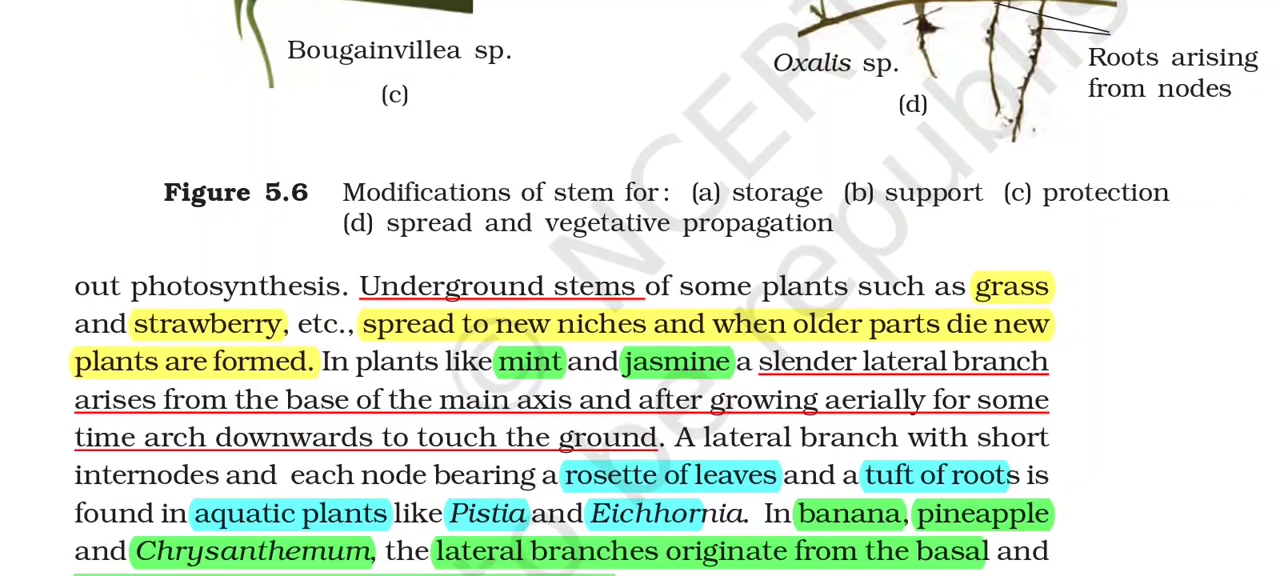 Bougainvillea sp.
(c)
Oxalis sp.
(d)
Roots arising
from nodes
Figure 5.6 Modifications of stem for: (a) storage (b) support (c) protection
(d) spread and vegetative propagation
out photosynthesis. Underground stems of some plants such as grass
and strawberry, etc., spread to new niches and when older parts die new
plants are formed. In plants like mint and jasmine a slender lateral branch
arises from the base of the main axis and after growing aerially for some
time arch downwards to touch the ground. A lateral branch with short
internodes and each node bearing a rosette of leaves and a tuft of roots is
found in aquatic plants like Pistia and Eichhornia. In banana, pineapple
and Chrysanthemum, the lateral branches originate from the basal and
© NCERT
to be republis